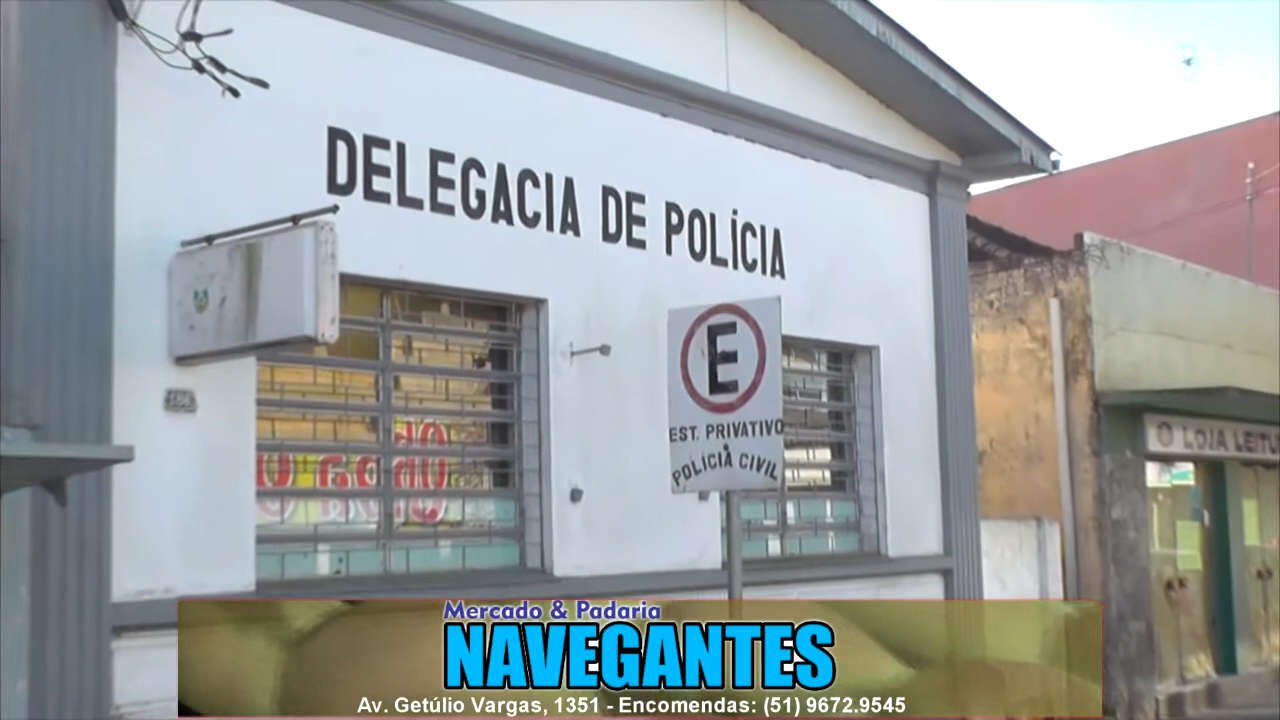 DELEGACIA DE POLÍCIA
E
EST. PRIVATIVO
POLÍCIA CIVIL
LOJA
Mercado & Padaria
NAVEGANTES
Av. Getúlio Vargas, 1351 - Encomendas: (51) 9672.9545